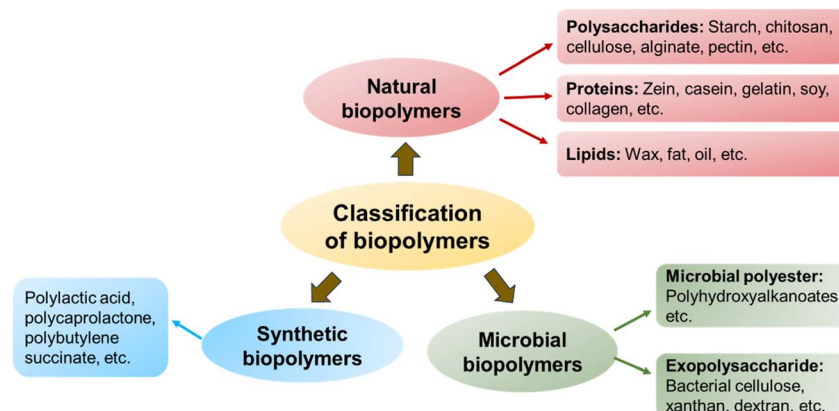 Polysaccharides: Starch, chitosan,
cellulose, alginate, pectin, etc.
Natural
biopolymers
Proteins: Zein, casein, gelatin, soy,
collagen, etc.
Lipids: Wax, fat, oil, etc.
Classification
of biopolymers
Polylactic acid,
polycaprolactone,
polybutylene
succinate, etc.
Synthetic
biopolymers
Microbial
biopolymers
Microbial polyester:
Polyhydroxyalkanoates,
etc.
Exopolysaccharide:
Bacterial cellulose,
xanthan, dextran, etc.